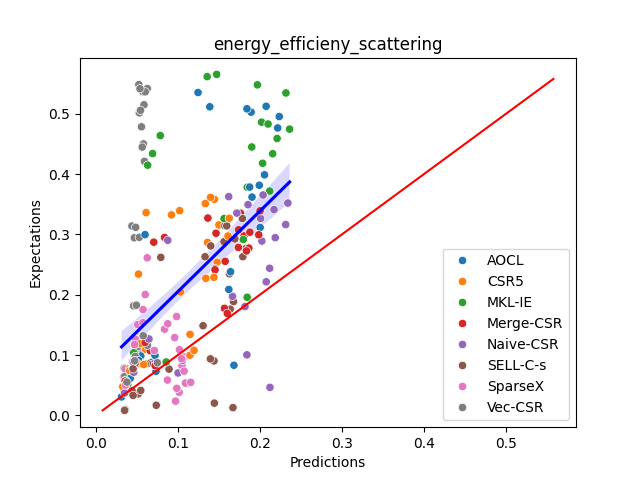 energy_efficieny_scattering
Expectations
0.5
0.4
0.3
0.2
0.1
0.0
0.0 0.1 0.2 0.3 0.4 0.5
Predictions
AOCL
CSR5
MKL-IE
Merge-CSR
Naive-CSR
SELL-C-s
SparseX
Vec-CSR